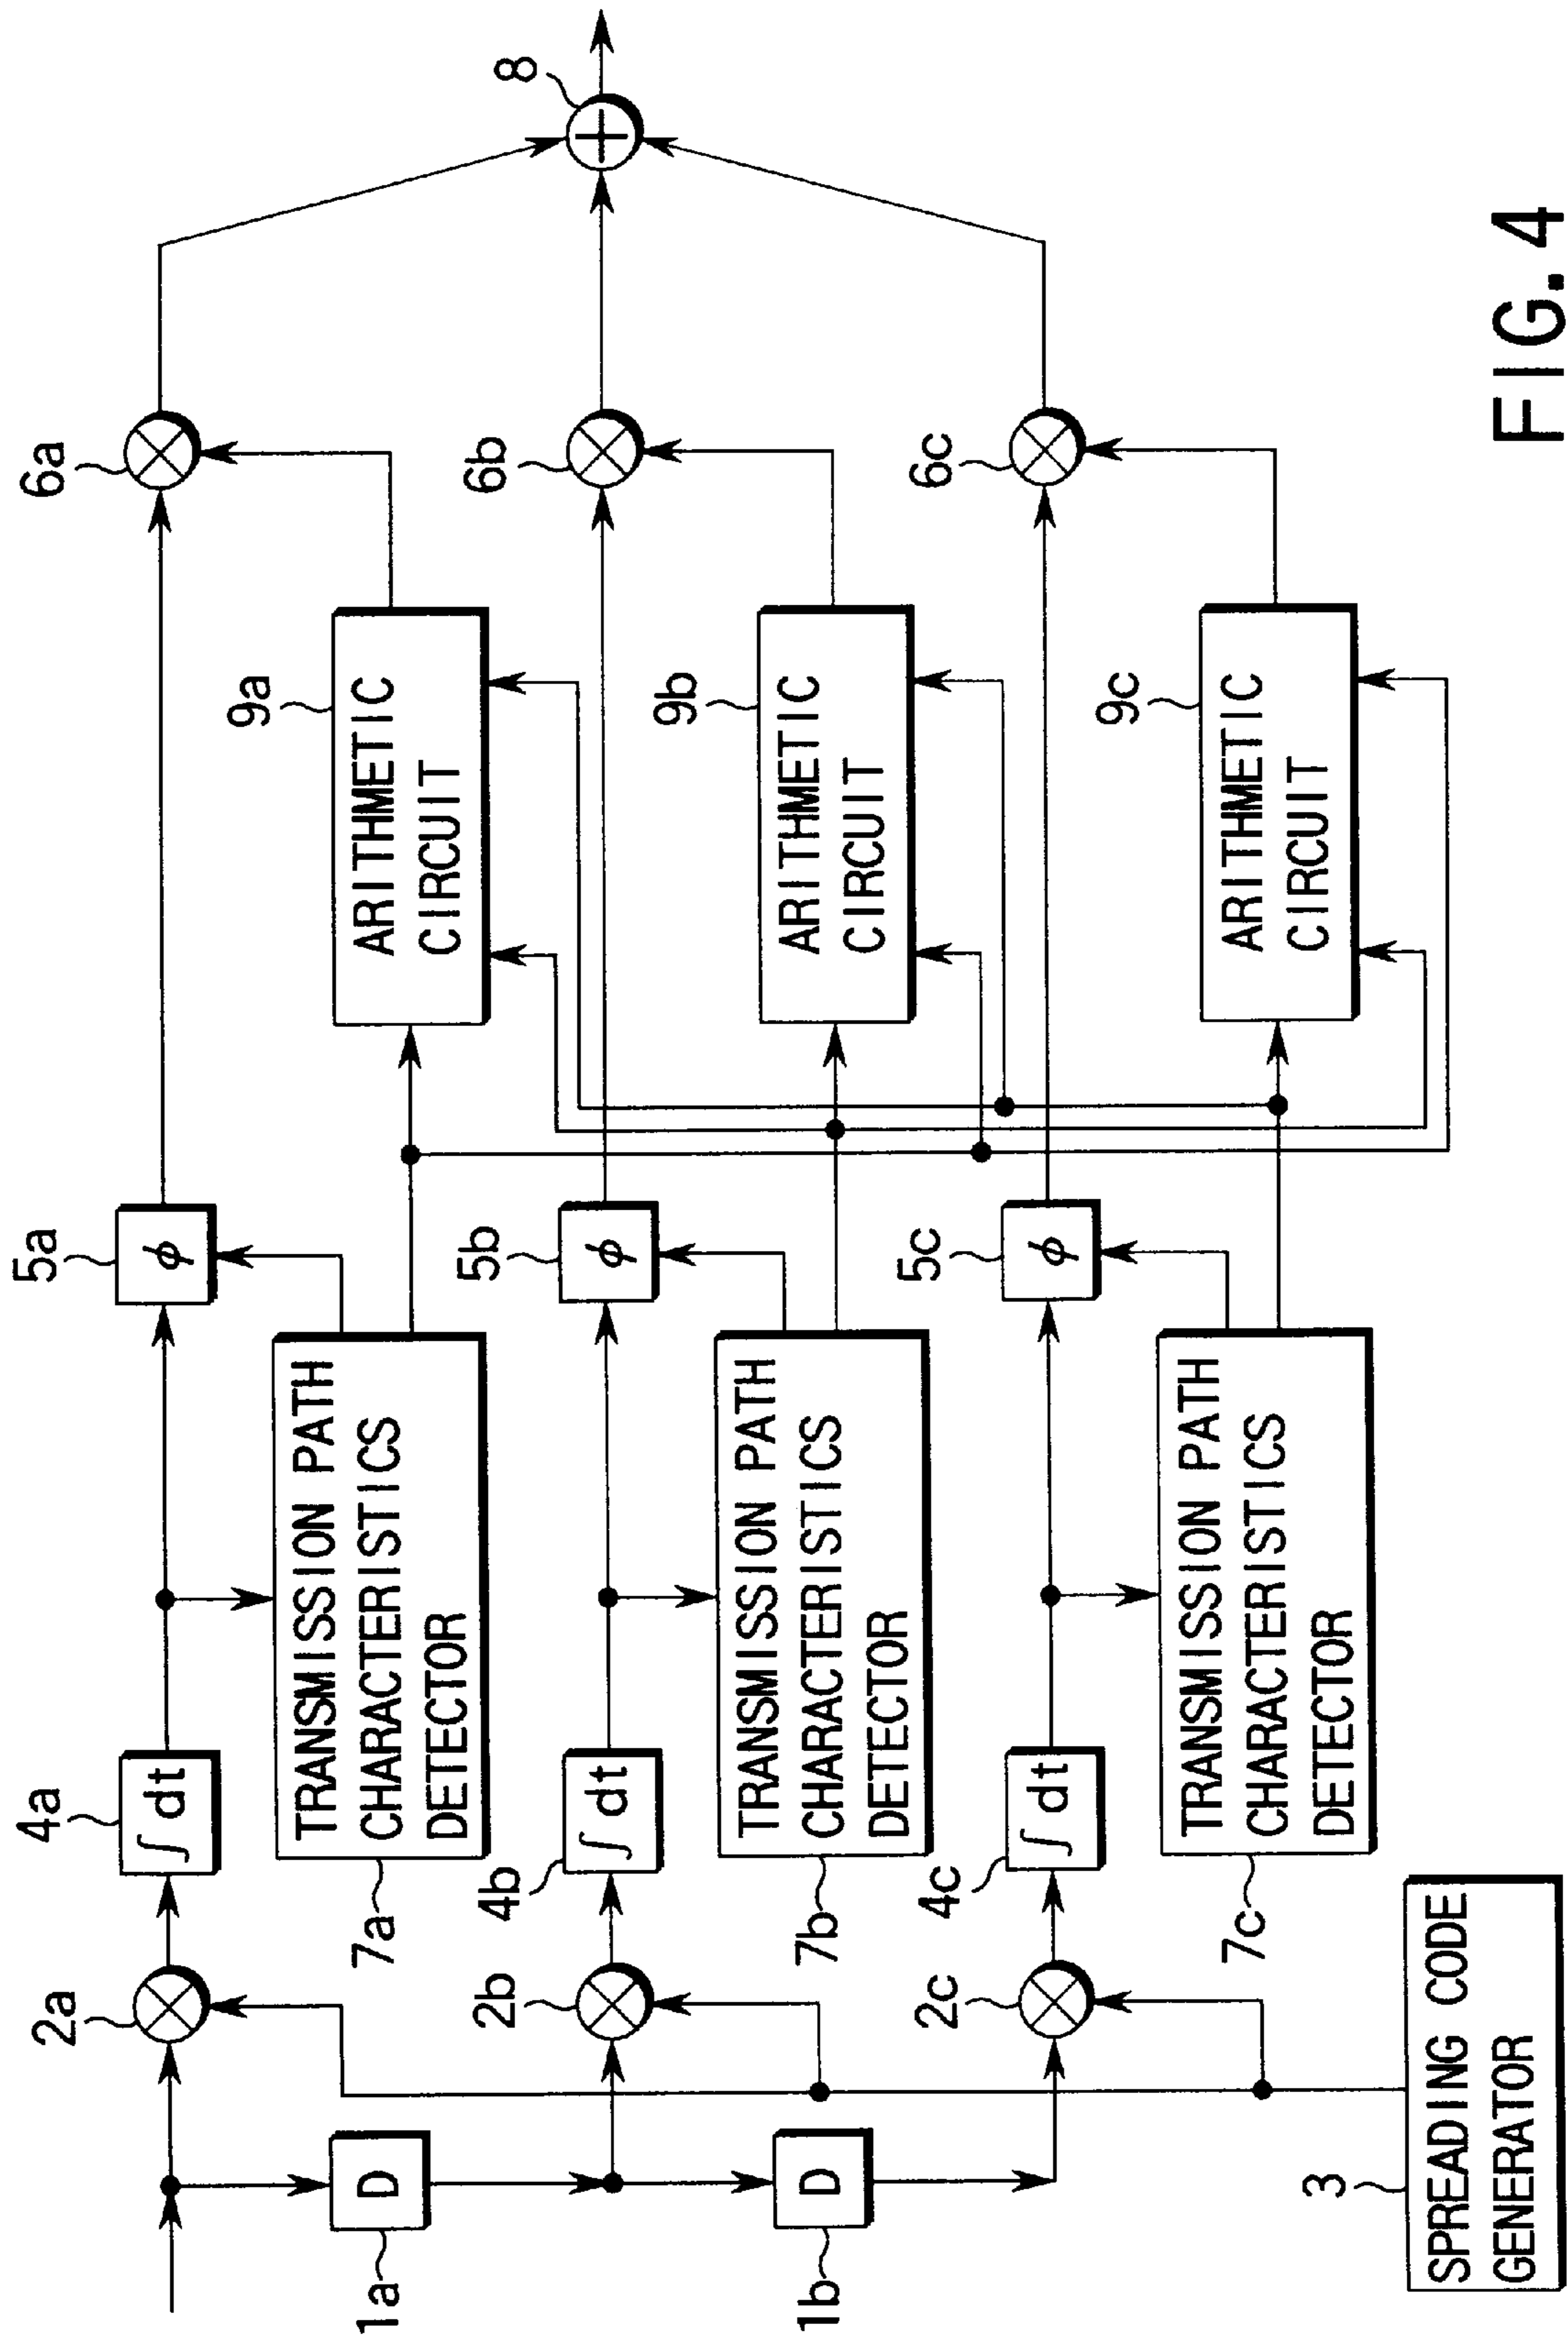 2a
4a
∫dt
5a
ϕ
6a
1a
D
7a
TRANSMISSION PATH
CHARACTERISTICS
DETECTOR
9a
ARITHMETIC
CIRCUIT
8
2b
4b
∫dt
5b
ϕ
6b
1b
D
7b
TRANSMISSION PATH
CHARACTERISTICS
DETECTOR
9b
ARITHMETIC
CIRCUIT
2c
4c
∫dt
5c
ϕ
6c
7c
TRANSMISSION PATH
CHARACTERISTICS
DETECTOR
9c
ARITHMETIC
CIRCUIT
3
SPREADING CODE
GENERATOR
FIG. 4